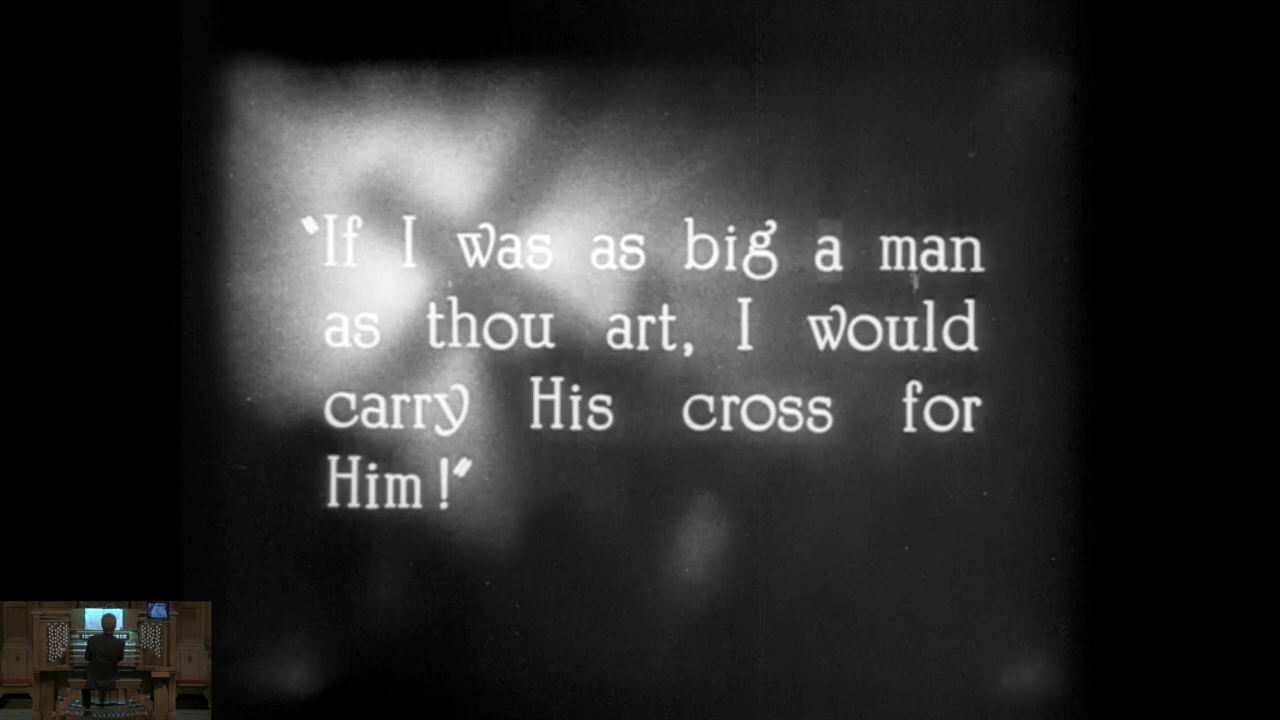 "If I was as big a man
as thou art, I would
carry His cross for
Him!"